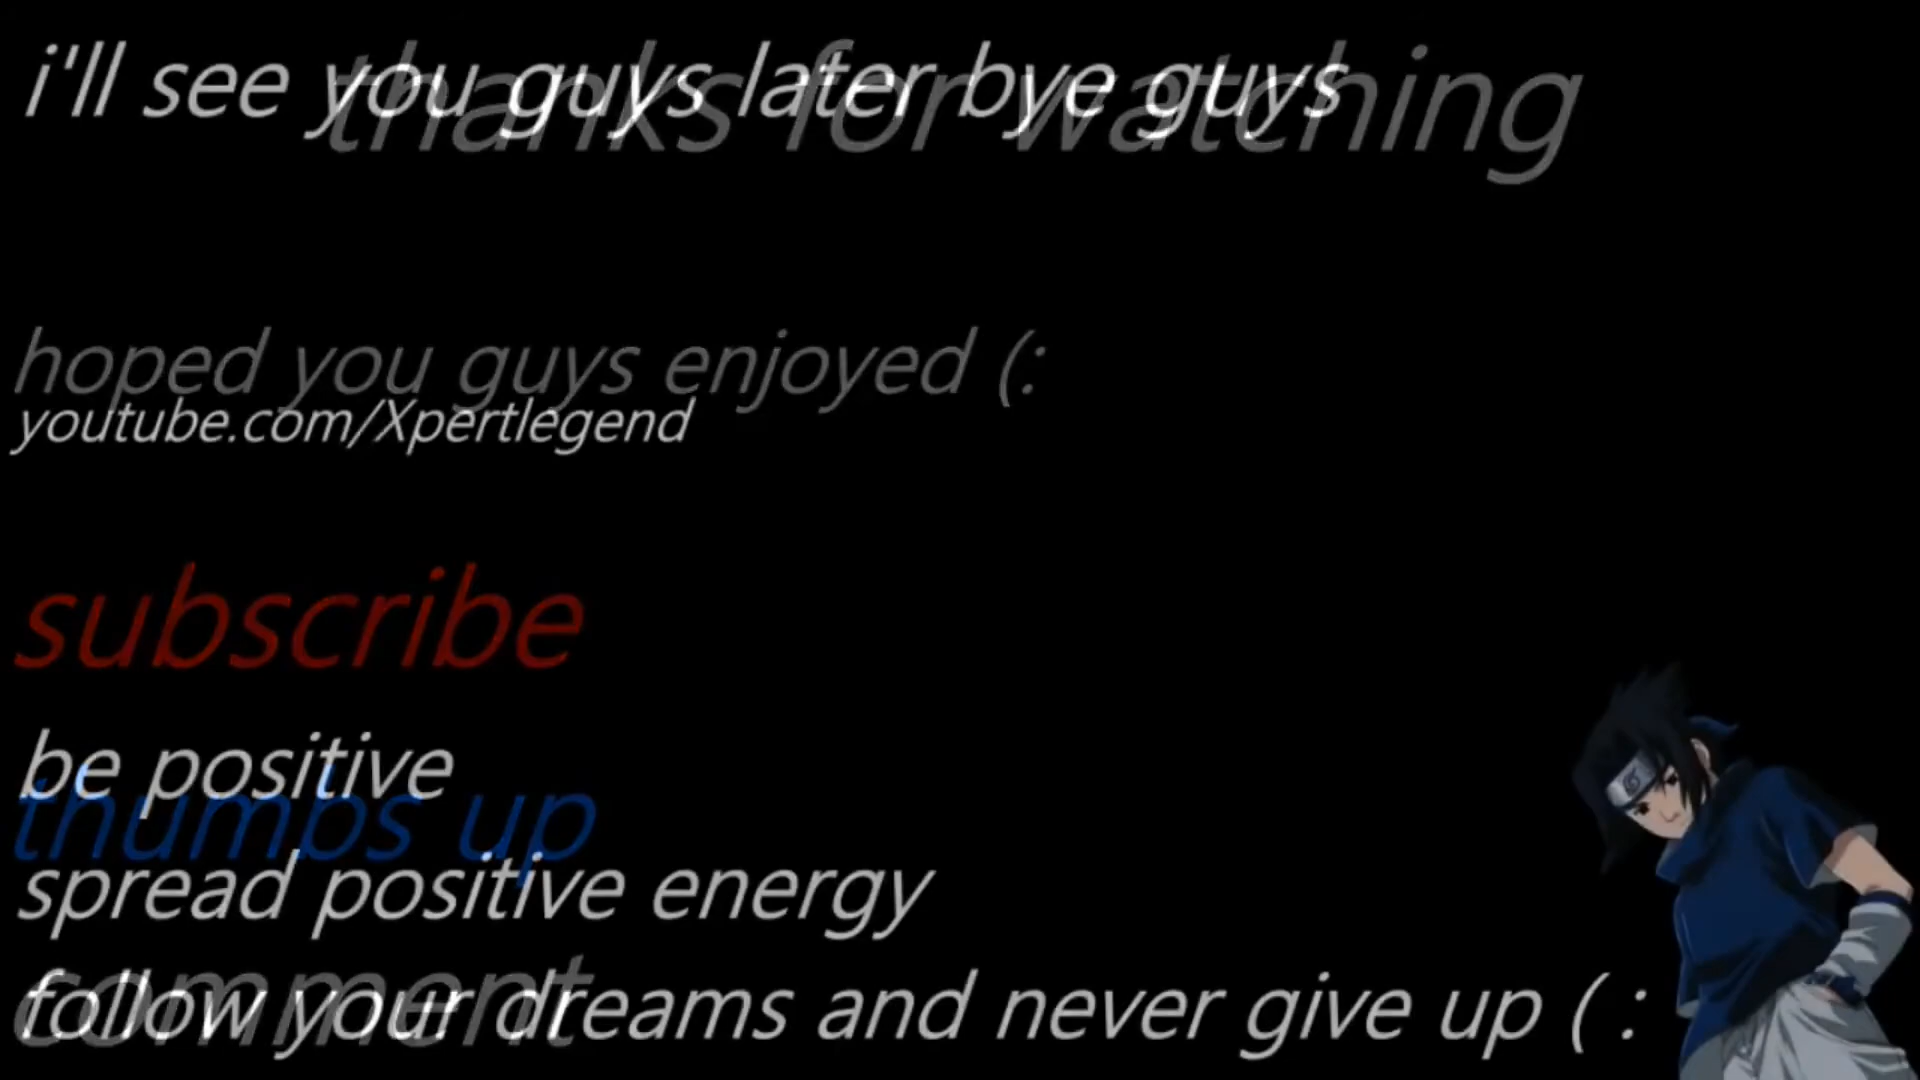 i'll see you guys later bye guys
thanks for watching
hoped you guys enjoyed (:
youtube.com/Xpertlegend
subscribe
be positive
thumbs up
spread positive energy
comment
follow your dreams and never give up ( :